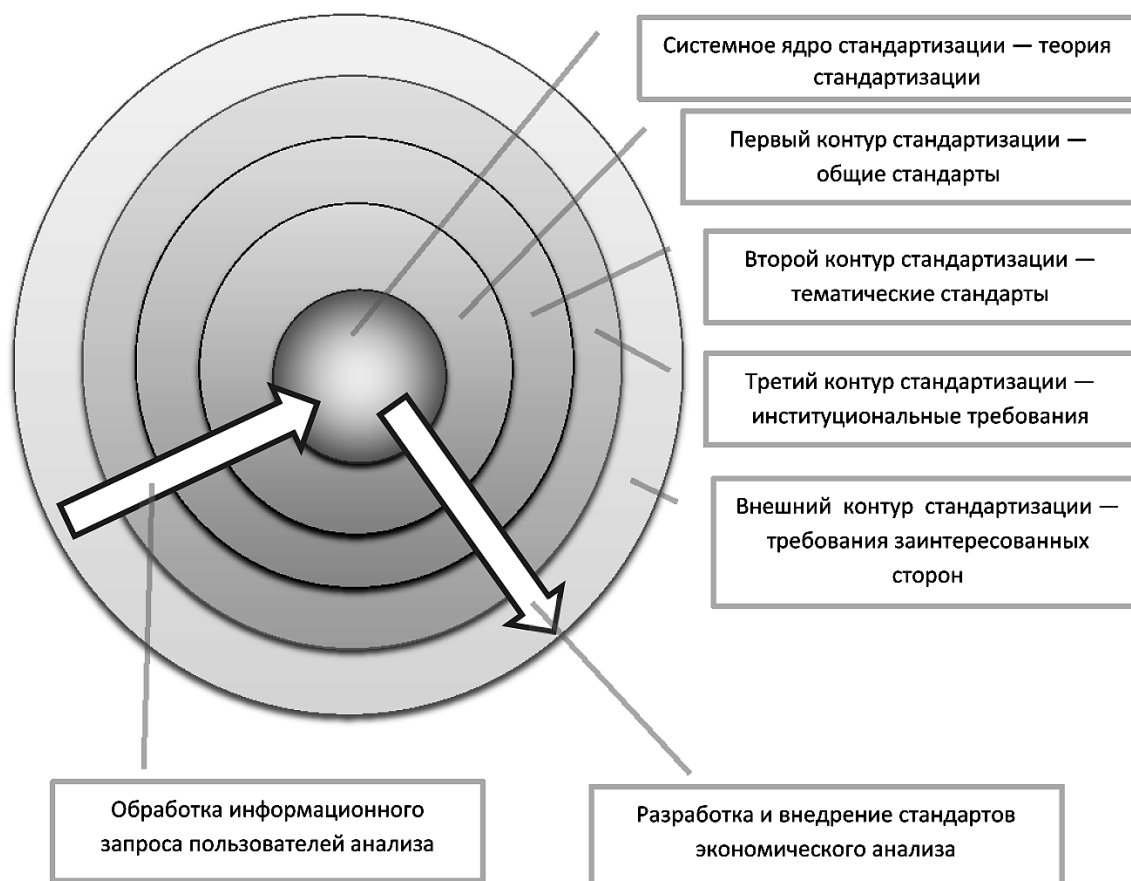 Системное ядро стандартизации — теория
стандартизации
Первый контур стандартизации —
общие стандарты
Второй контур стандартизации —
тематические стандарты
Третий контур стандартизации —
институциональные требования
Внешний контур стандартизации —
требования заинтересованных
сторон
Обработка информационного
запроса пользователей анализа
Разработка и внедрение стандартов
экономического анализа